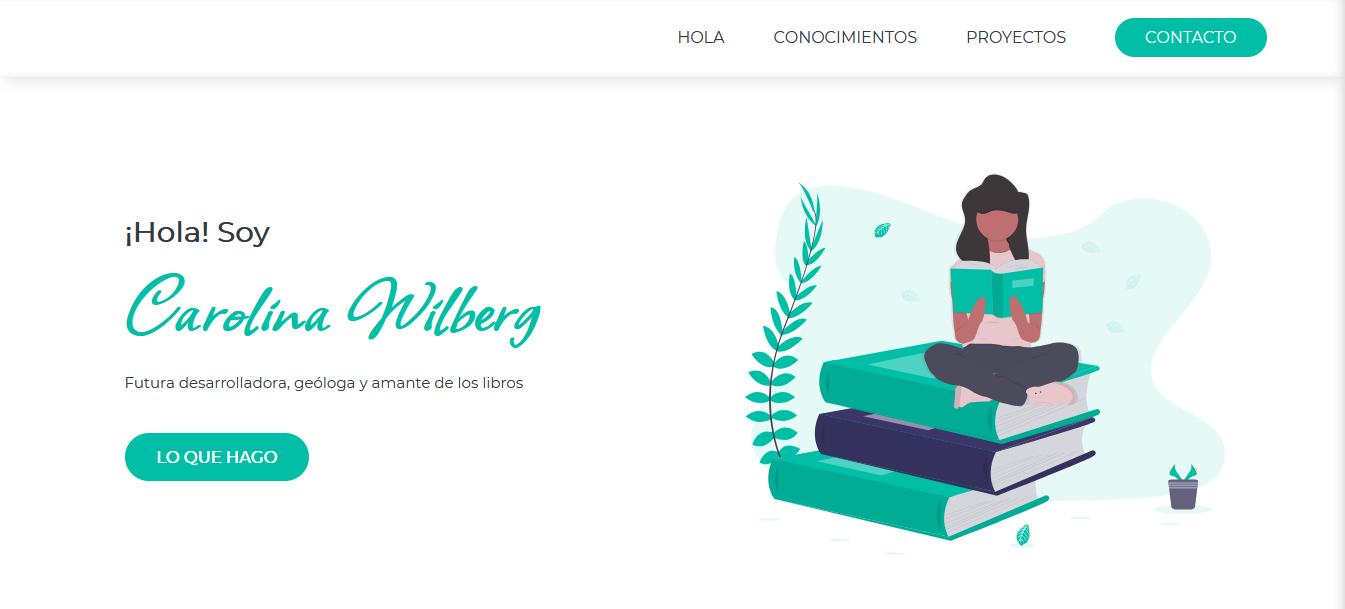 HOLA CONOCIMIENTOS PROYECTOS CONTACTO
¡Hola! Soy
Carolina Wilberg
Futura desarrolladora, geóloga y amante de los libros
LO QUE HAGO